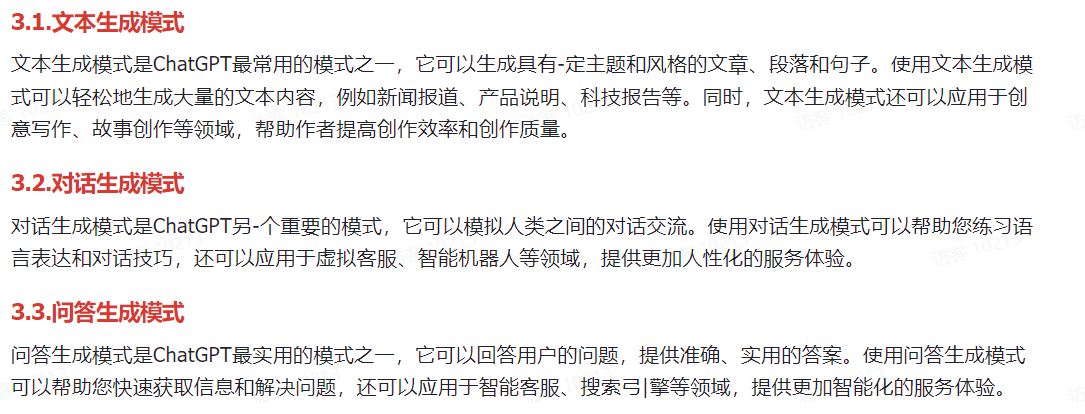 3.1.文本生成模式
文本生成模式是ChatGPT最常用的模式之一，它可以生成具有-定主题和风格的文章、段落和句子。使用文本生成模
式可以轻松地生成大量的文本内容，例如新闻报道、产品说明、科技报告等。同时，文本生成模式还可以应用于创
意写作、故事创作等领域，帮助作者提高创作效率和创作质量。
3.2.对话生成模式
对话生成模式是ChatGPT另-个重要的模式，它可以模拟人类之间的对话交流。使用对话生成模式可以帮助您练习语
言表达和对话技巧，还可以应用于虚拟客服、智能机器人等领域，提供更加人性化的服务体验。
3.3.问答生成模式
问答生成模式是ChatGPT最实用的模式之一，它可以回答用户的问题，提供准确、实用的答案。使用问答生成模式
可以帮助您快速获取信息和解决问题，还可以应用于智能客服、搜索弓|擎等领域，提供更加智能化的服务体验。